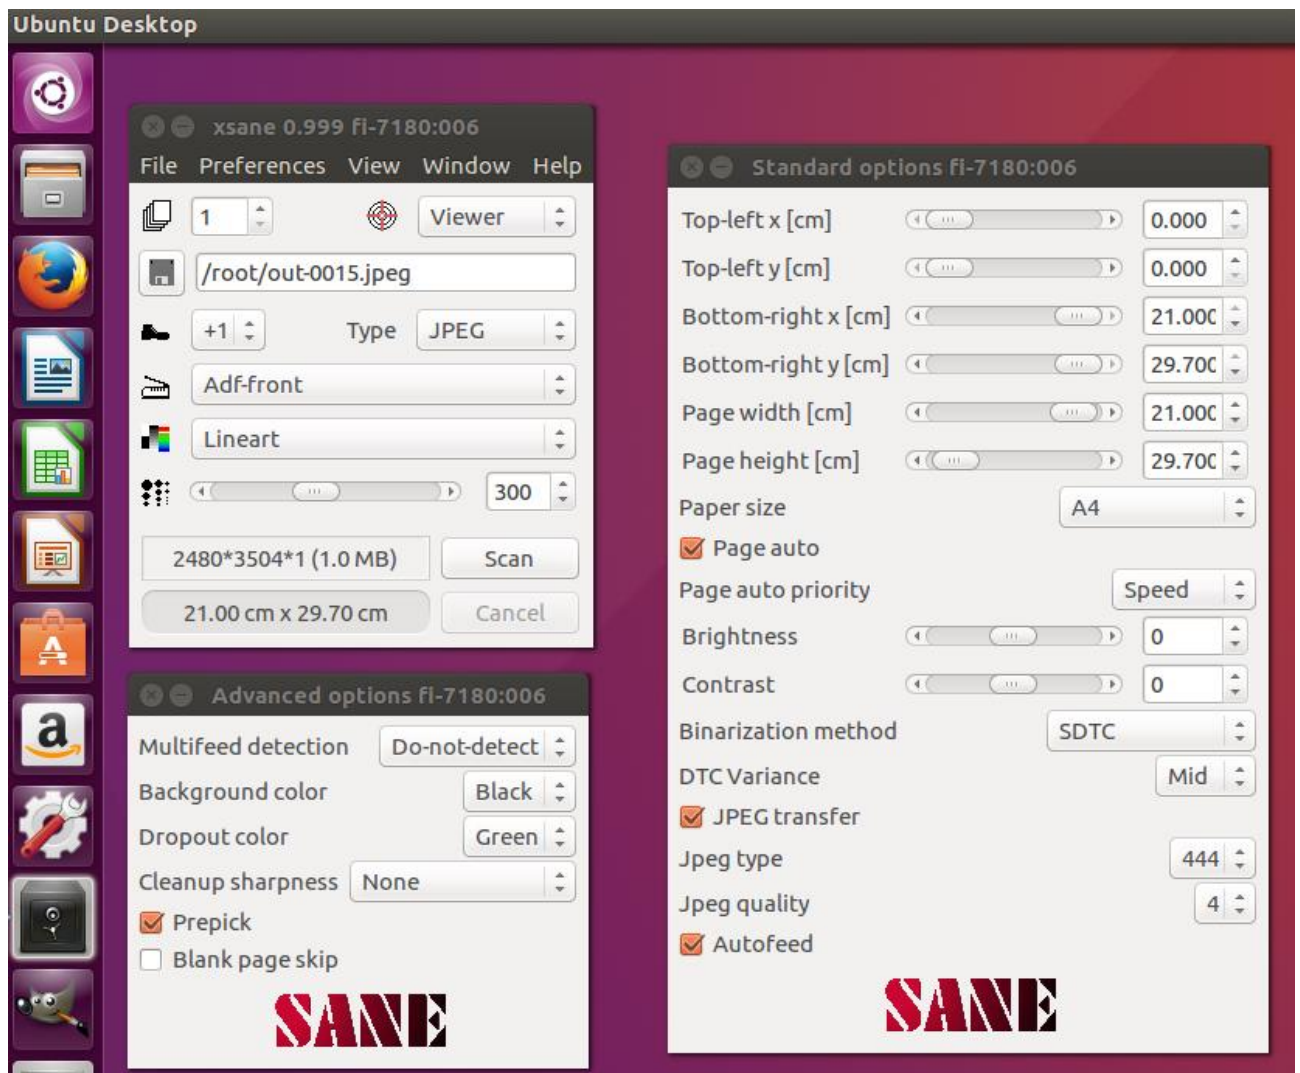 Ubuntu Desktop
xsane 0.999 fi-7180:006
File Preferences View Window Help
1 Viewer
/root/out-0015.jpeg
+1 Type JPEG
Adf-front
Lineart
300
2480*3504*1 (1.0 MB) Scan
21.00 cm x 29.70 cm Cancel
Advanced options fi-7180:006
Multifeed detection Do-not-detect
Background color Black
Dropout color Green
Cleanup sharpness None
Prepick
Blank page skip
SANE
Standard options fi-7180:006
Top-left x [cm] 0.000
Top-left y [cm] 0.000
Bottom-right x [cm] 21.000
Bottom-right y [cm] 29.700
Page width [cm] 21.000
Page height [cm] 29.700
Paper size A4
Page auto
Page auto priority Speed
Brightness 0
Contrast 0
Binarization method SDTC
DTC Variance Mid
JPEG transfer
Jpeg type 444
Jpeg quality 4
Autofeed
SANE
a